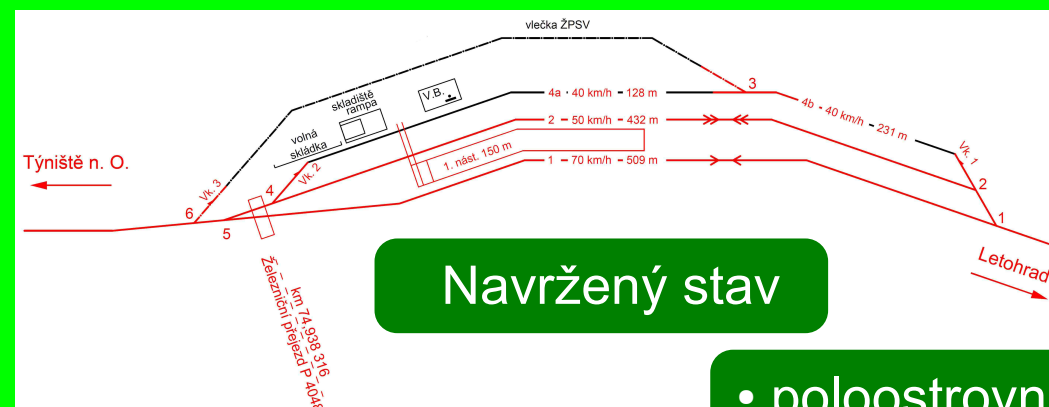 vlečka ŽPSV
3
4a - 40 km/h - 128 m
4b - 40 km/h - 231 m
V.B.
skladiště
rampa
2 - 50 km/h - 432 m
volná
skládka
1. nást. 150 m
1 - 70 km/h - 509 m
Vk. 1
Týniště n. O.
Vk. 3
Vk. 2
4
2
6
5
1
Letohrad
Navržený stav
km 74,938 316
Železniční přejezd P 4048
• poloostrovn